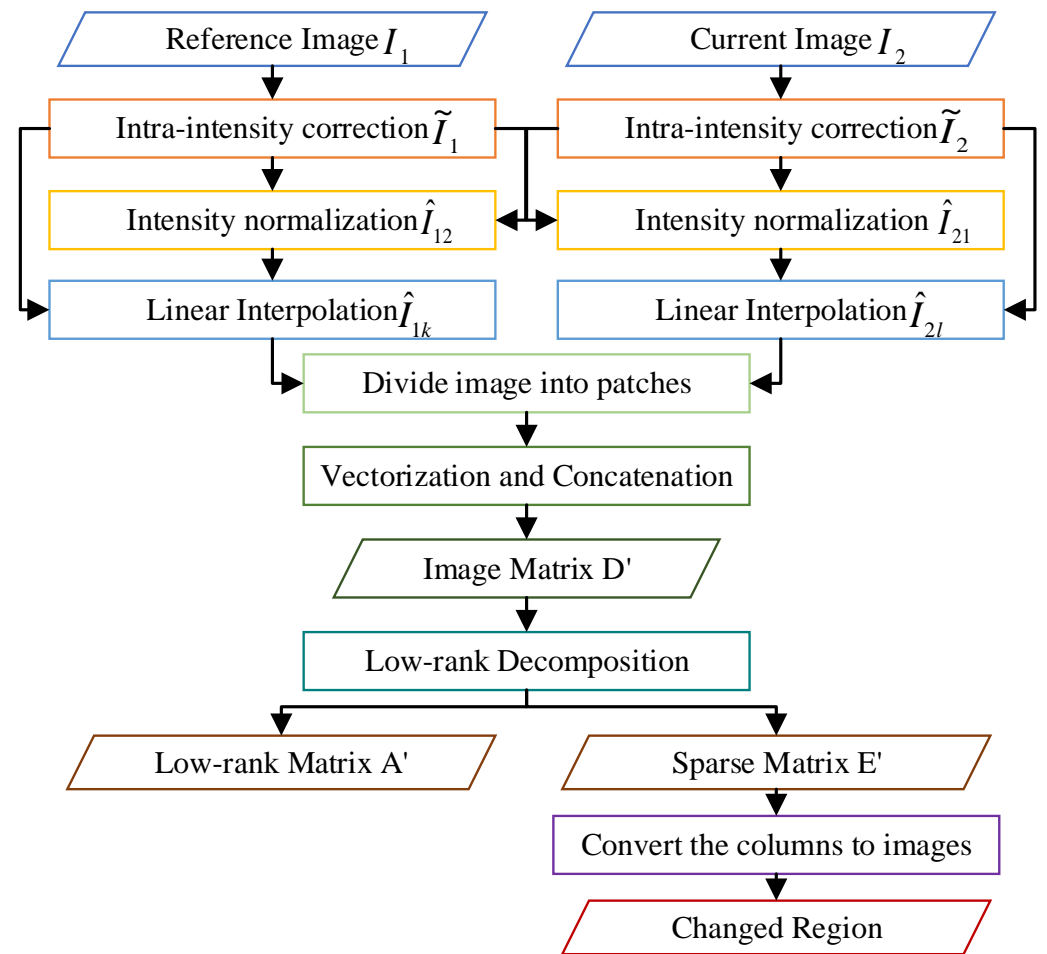 Reference Image I₁
Current Image I₂
Intra-intensity correction Ĩ₁
Intra-intensity correction Ĩ₂
Intensity normalization Î₁₂
Intensity normalization Î₂₁
Linear Interpolation Î₁ₖ
Linear Interpolation Î₂ₗ
Divide image into patches
Vectorization and Concatenation
Image Matrix D'
Low-rank Decomposition
Low-rank Matrix A'
Sparse Matrix E'
Convert the columns to images
Changed Region